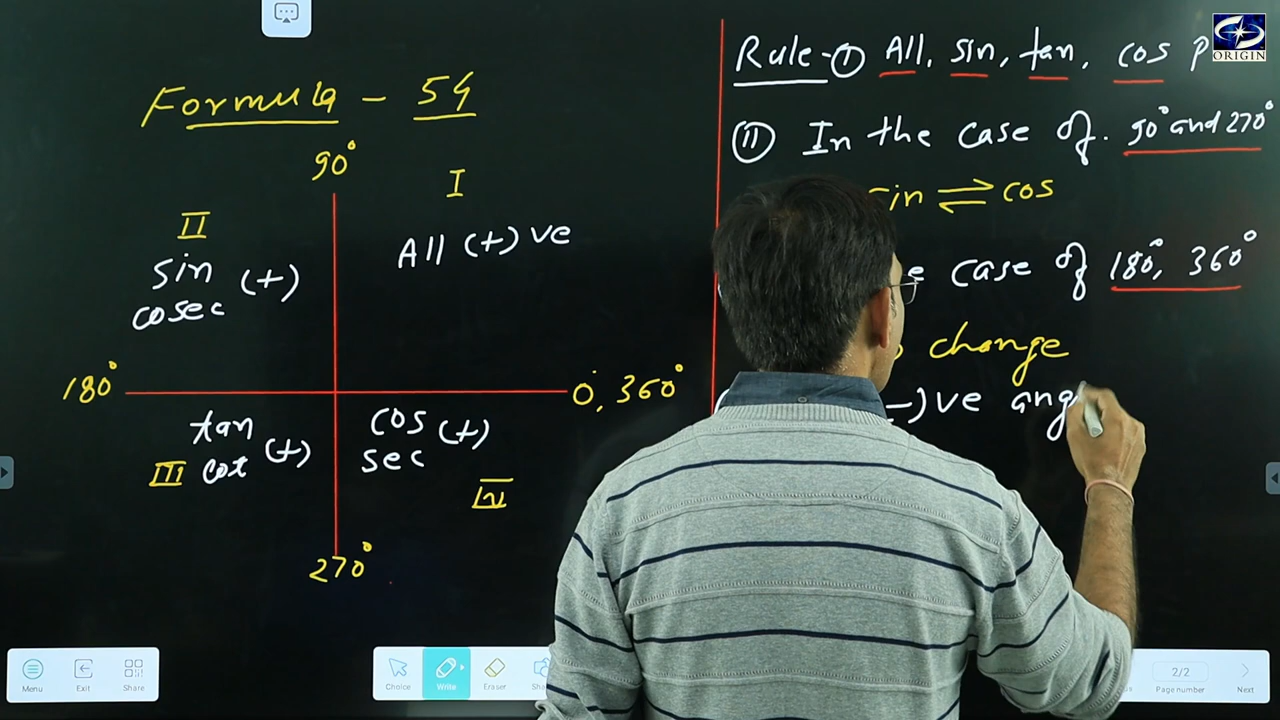 Formula - 54
90°
I
II
All (+) ve
sin
cosec (+)
180°
0, 360°
tan
cot (+)
III
cos
sec (+)
IV
270°
Rule-① All, sin, tan, cos P
ORIGIN
Ⅱ In the case of. 90° and 270°
in ⇌ cos
e case of 180°, 360°
change
-)ve ang
Menu
Exit
Share
Choice
Write
Eraser
2/2
Page number
Next